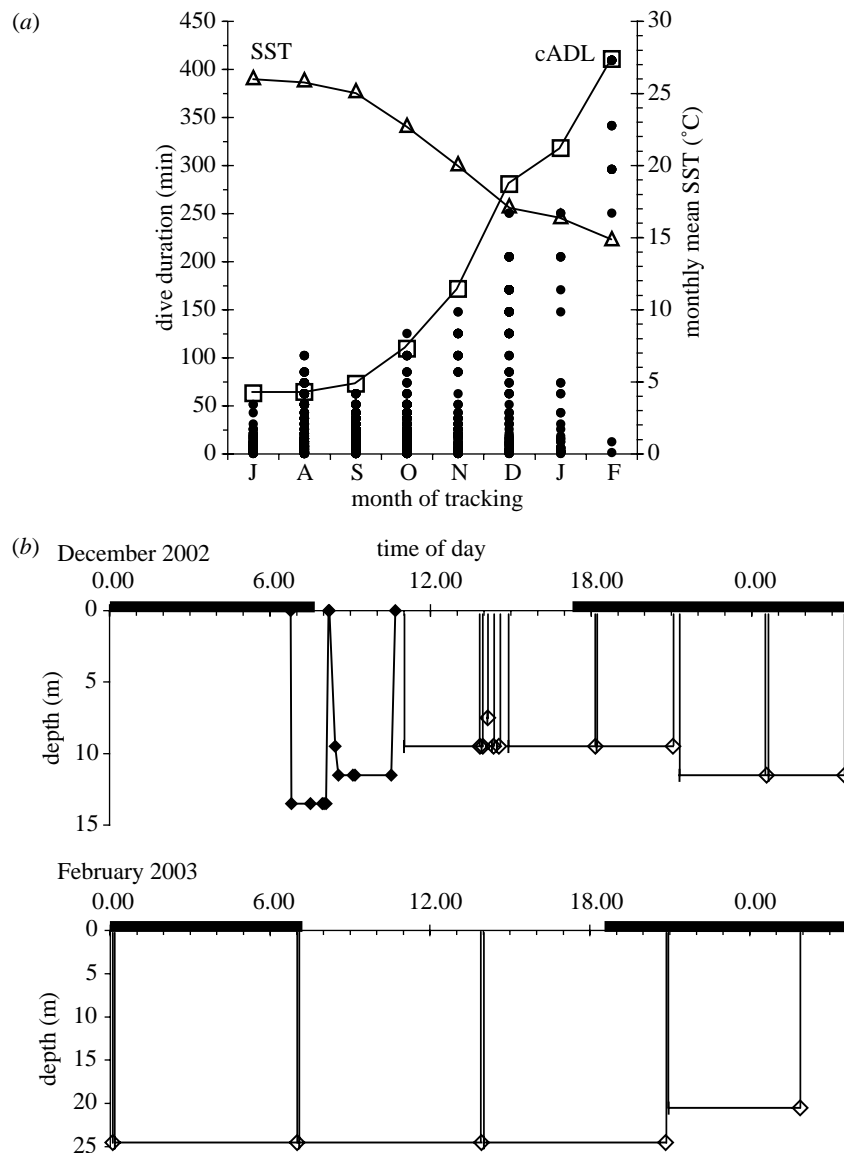 (a)
450
400
350
300
250
200
150
100
50
0
dive duration (min)
SST
cADL
30
25
20
15
10
5
0
monthly mean SST (˚C)
J A S O N D J F
month of tracking
(b)
December 2002
time of day
0.00 6.00 12.00 18.00 0.00
0
5
10
15
depth (m)
February 2003
0.00 6.00 12.00 18.00 0.00
0
5
10
15
20
25
depth (m)